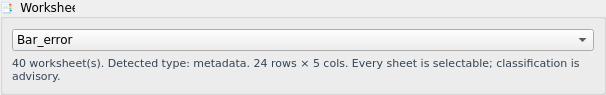 Workshee
Bar_error
40 worksheet(s). Detected type: metadata. 24 rows × 5 cols. Every sheet is selectable; classification is
advisory.